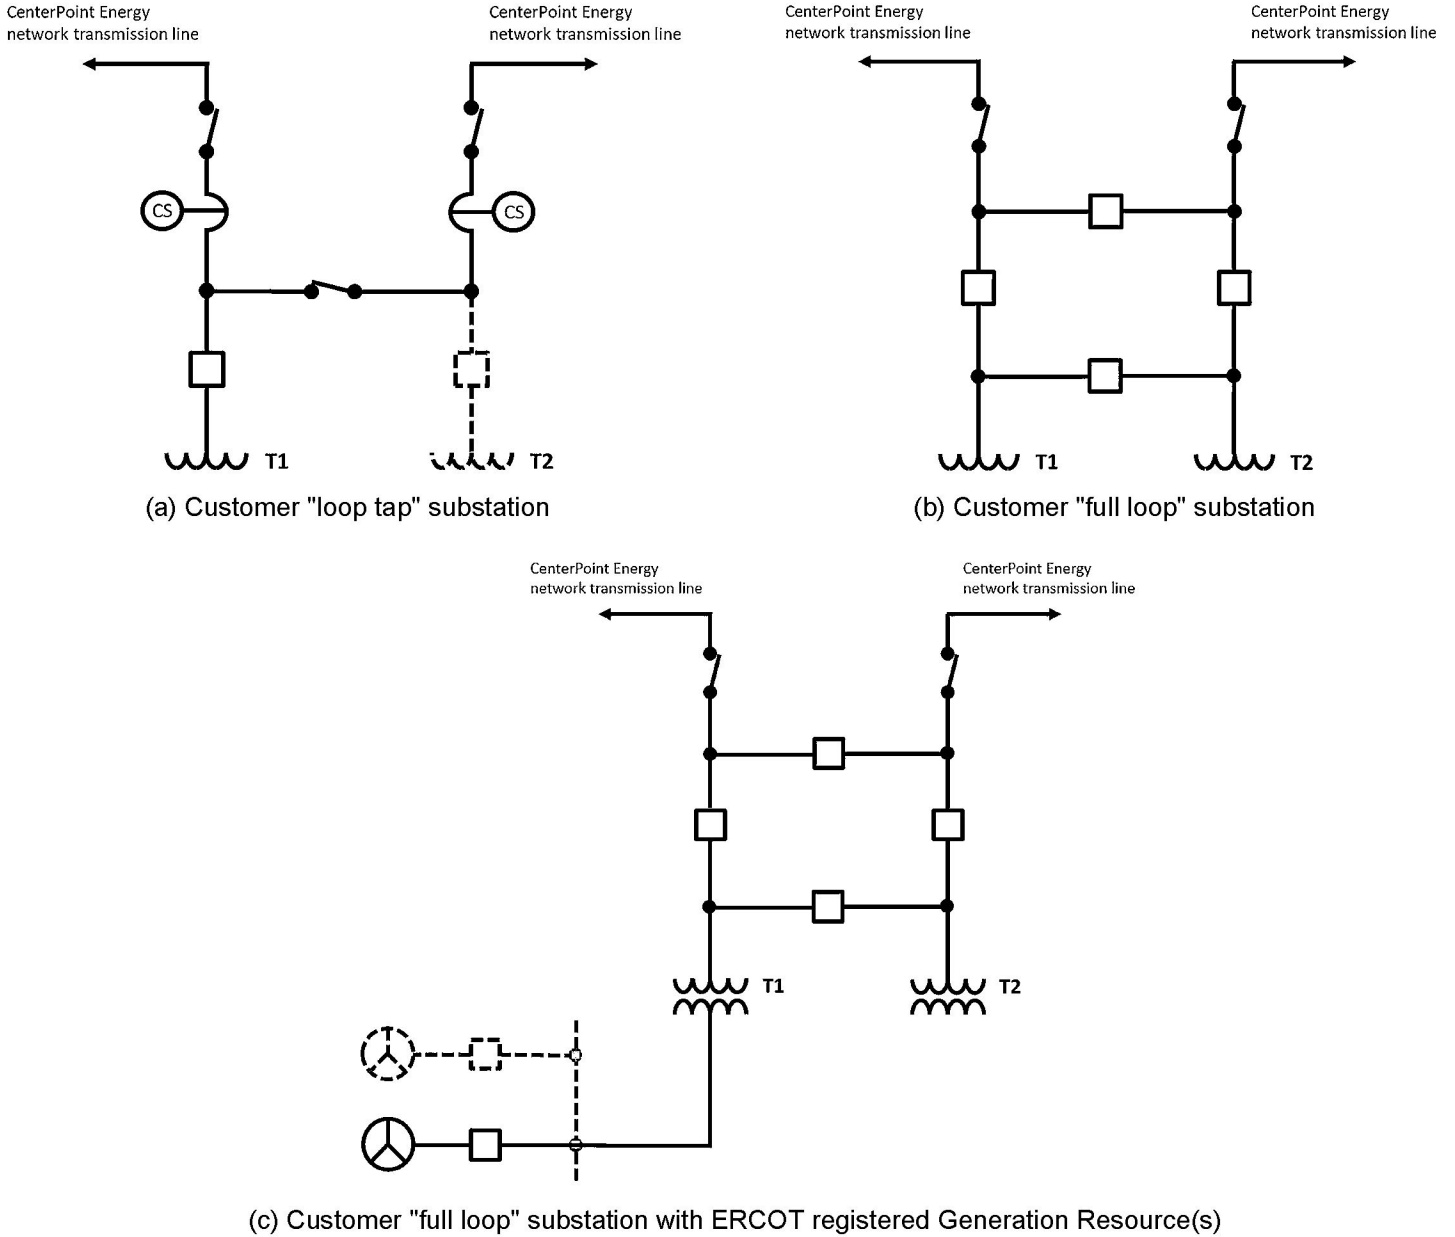 CenterPoint Energy
network transmission line
CenterPoint Energy
network transmission line
CS
CS
T1
T2
(a) Customer "loop tap" substation
CenterPoint Energy
network transmission line
CenterPoint Energy
network transmission line
T1
T2
(b) Customer "full loop" substation
CenterPoint Energy
network transmission line
CenterPoint Energy
network transmission line
T1
T2
(c) Customer "full loop" substation with ERCOT registered Generation Resource(s)